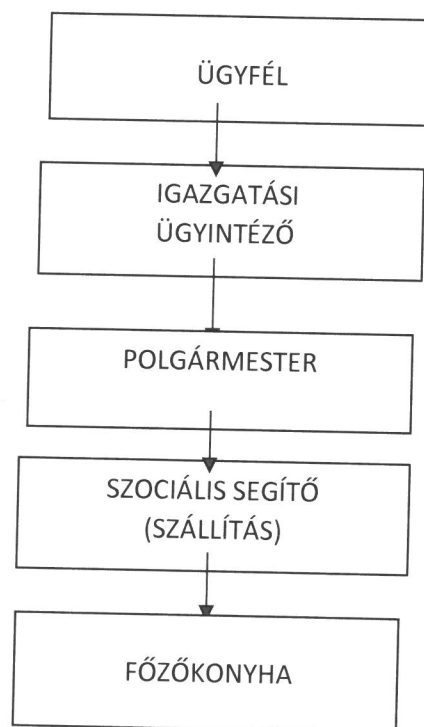 ÜGYFÉL
IGAZGATÁSI
ÜGYINTÉZŐ
POLGÁRMESTER
SZOCIÁLIS SEGÍTŐ
(SZÁLLÍTÁS)
FŐZŐKONYHA